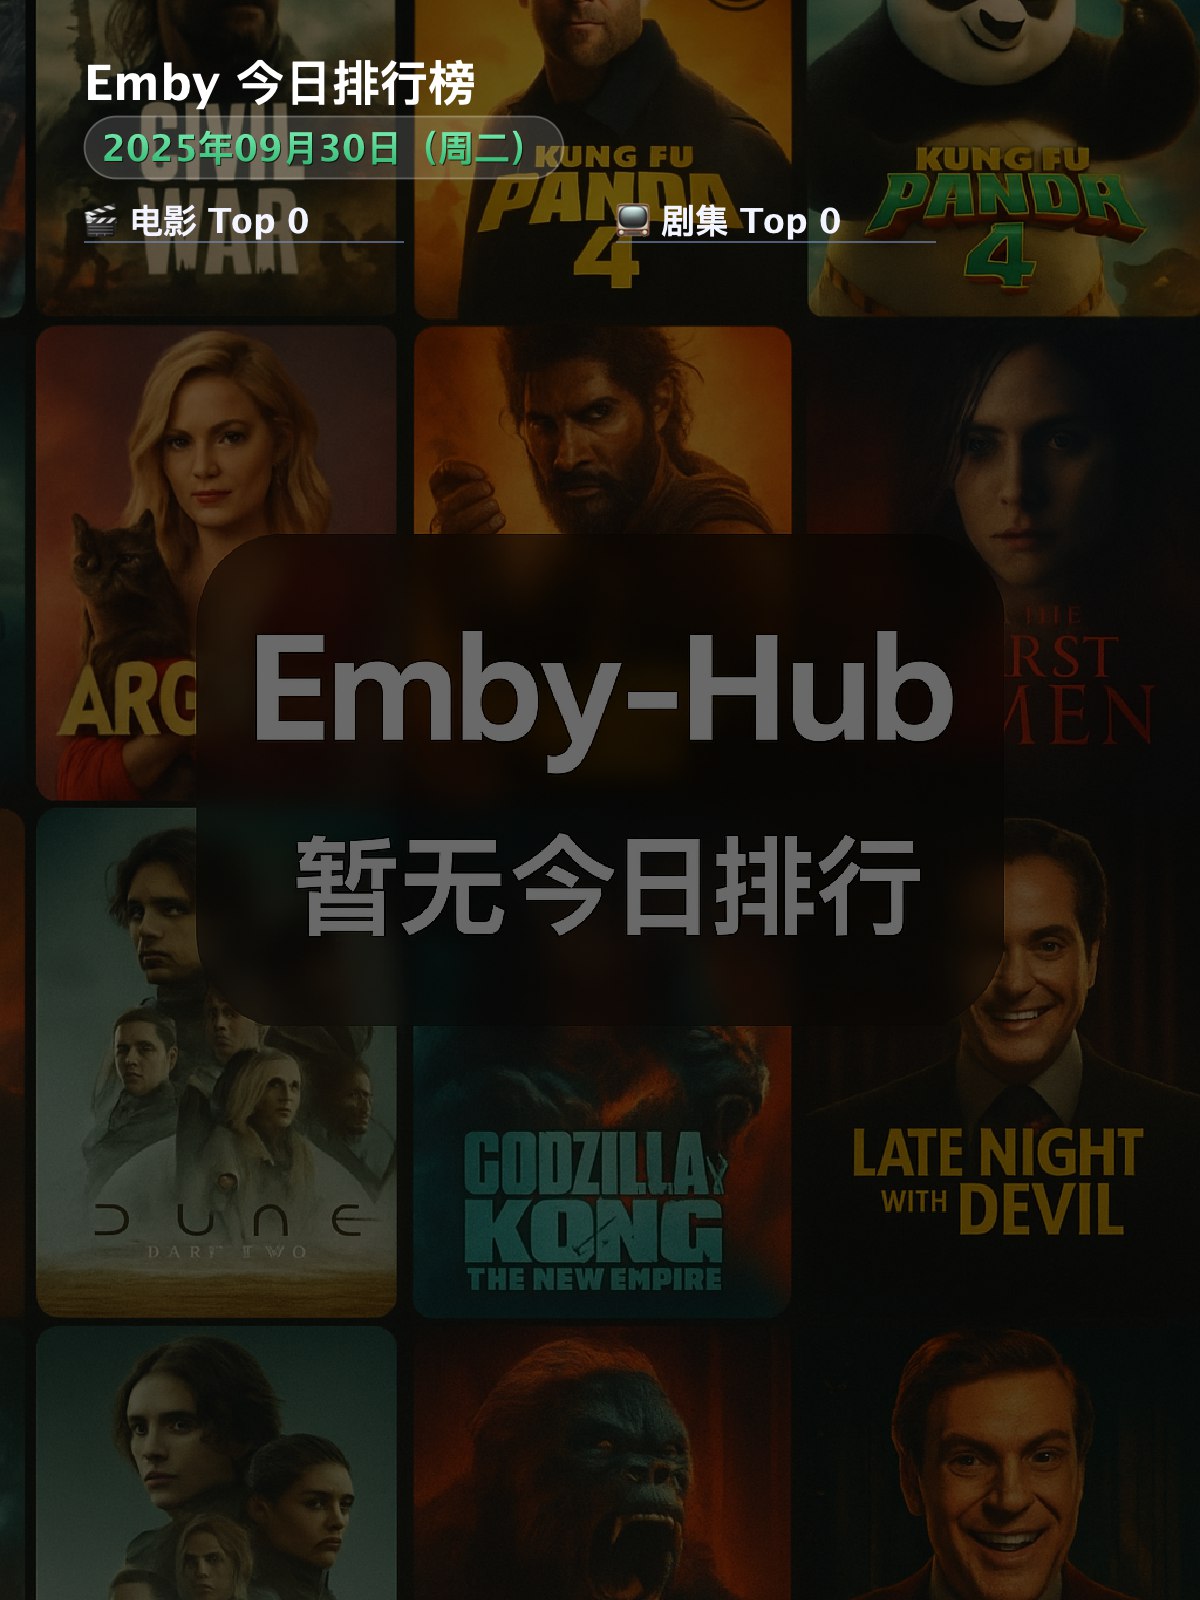 Emby 今日排行榜
2025年09月30日（周二）
🎬 电影 Top 0
📺 剧集 Top 0
CIVIL
WAR
KUNG FU
PANDA
4
KUNG FU
PANDA
4
ARG
THE
RST
MEN
Emby-Hub
暂无今日排行
DUNE
PART TWO
GODZILLA
KONG
THE NEW EMPIRE
LATE NIGHT
WITH DEVIL